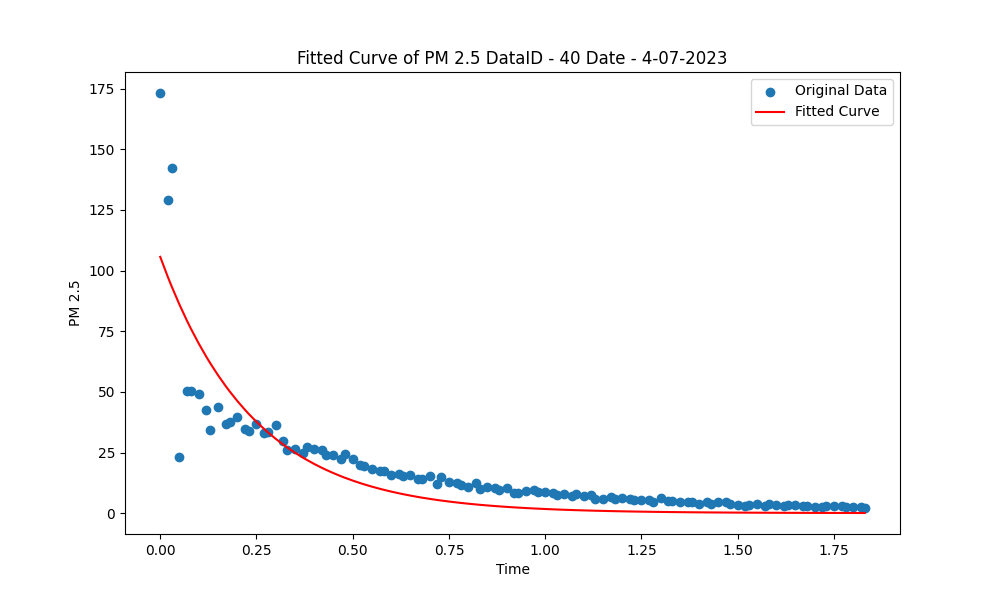 Fitted Curve of PM 2.5 DataID - 40 Date - 4-07-2023
Original Data
Fitted Curve
175
150
125
100
75
50
25
0
PM 2.5
0.00 0.25 0.50 0.75 1.00 1.25 1.50 1.75
Time